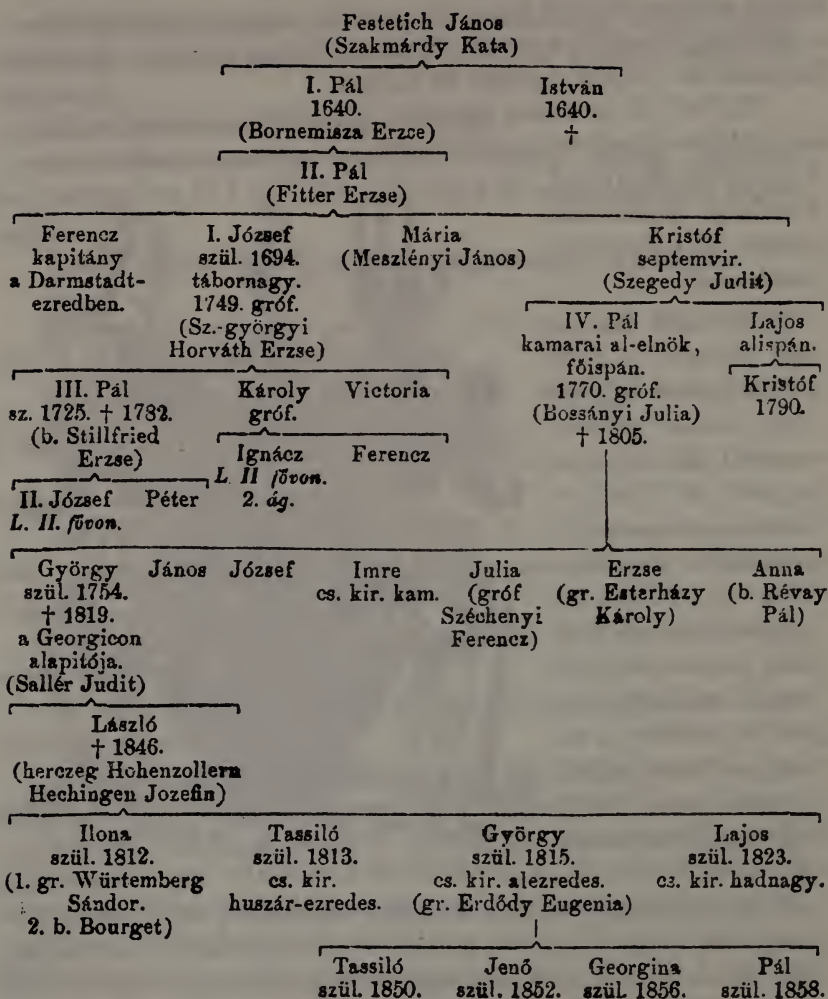 Festetich János
(Szakmárdy Kata)
I. Pál István
1640. 1640.
(Bornemisza Erzse) †
II. Pál
(Fitter Erzse)
Ferencz I. József Mária Kristóf
kapitány szül. 1694. (Meszlényi János) septemvir.
a Darmstadt- tábornagy. (Szegedy Judit)
ezredben. 1749. gróf.
(Sz.-györgyi IV. Pál Lajos
Horváth Erzse) kamarai al-elnök, alispán.
főispán.
III. Pál Károly Victoria 1770. gróf. Kristóf
sz. 1725. † 1782. gróf. (Bossányi Julia) 1790.
(b. Stillfried † 1805.
Erzse) Ignácz Ferencz
L. II fővon.
II. József Péter 2. ág.
L. II. fővon.
György János József Imre Julia Erzse Anna
szül. 1754. cs. kir. kam. (gróf (gr. Esterházy (b. Révay
† 1819. Széchenyi Károly) Pál)
a Georgicon Ferencz)
alapitója.
(Sallér Judit)
László
† 1846.
(herczeg Hohenzollern
Hechingen Jozefin)
Ilona Tassiló György Lajos
szül. 1812. szül. 1813. szül. 1815. szül. 1823.
(1. gr. Würtemberg cs. kir. cs. kir. alezredes. cs. kir. hadnagy.
Sándor. huszár-ezredes. (gr. Erdődy Eugenia)
2. b. Bourget)
Tassiló Jenő Georgina Pál
szül. 1850. szül. 1852. szül. 1856. szül. 1858.